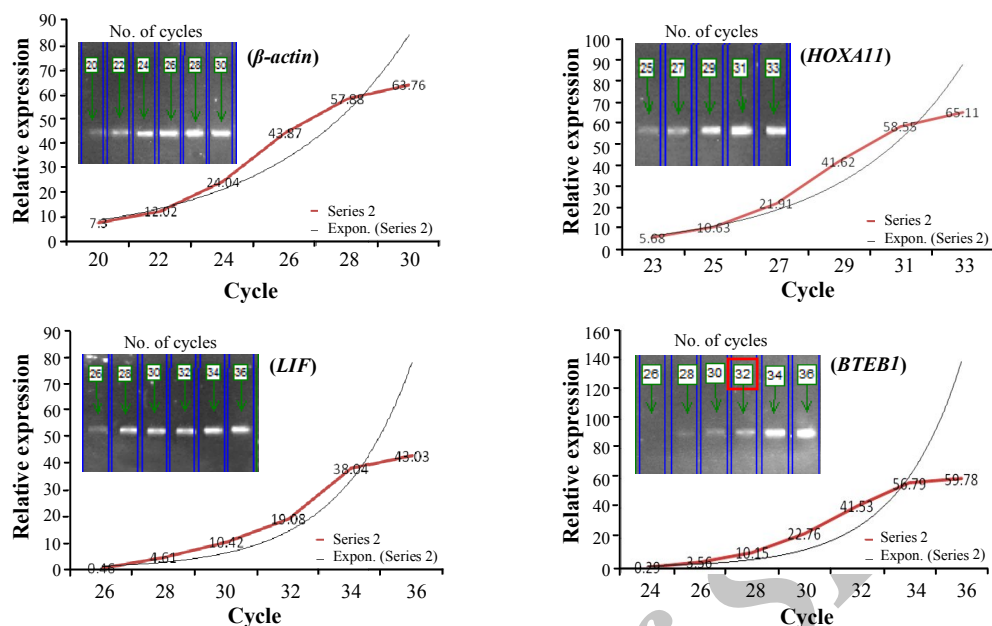 No. of cycles
(β-actin)
20 22 24 26 28 30
Relative expression
90
80
70
60
50
40
30
20
10
0
7.3
12.02
24.04
43.87
57.88
63.76
Series 2
Expon. (Series 2)
20 22 24 26 28 30
Cycle
No. of cycles
(HOXA11)
25 27 29 31 33
Relative expression
100
90
80
70
60
50
40
30
20
10
0
5.68
10.63
21.91
41.62
58.55
65.11
Series 2
Expon. (Series 2)
23 25 27 29 31 33
Cycle
No. of cycles
(LIF)
26 28 30 32 34 36
Relative expression
90
80
70
60
50
40
30
20
10
0
0.46
4.61
10.42
19.08
38.04
43.03
Series 2
Expon. (Series 2)
26 28 30 32 34 36
Cycle
No. of cycles
(BTEB1)
26 28 30 32 34 36
Relative expression
160
140
120
100
80
60
40
20
0
0.29
3.56
10.15
22.76
41.53
56.79
59.78
Series 2
Expon. (Series 2)
24 26 28 30 32 34 36
Cycle